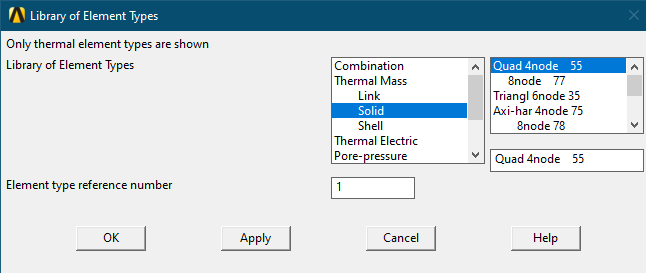 Library of Element Types
Only thermal element types are shown
Library of Element Types
Combination
Thermal Mass
Link
Solid
Shell
Thermal Electric
Pore-pressure
Quad 4node 55
8node 77
Triangl 6node 35
Axi-har 4node 75
8node 78
Quad 4node 55
Element type reference number
1
OK Apply Cancel Help